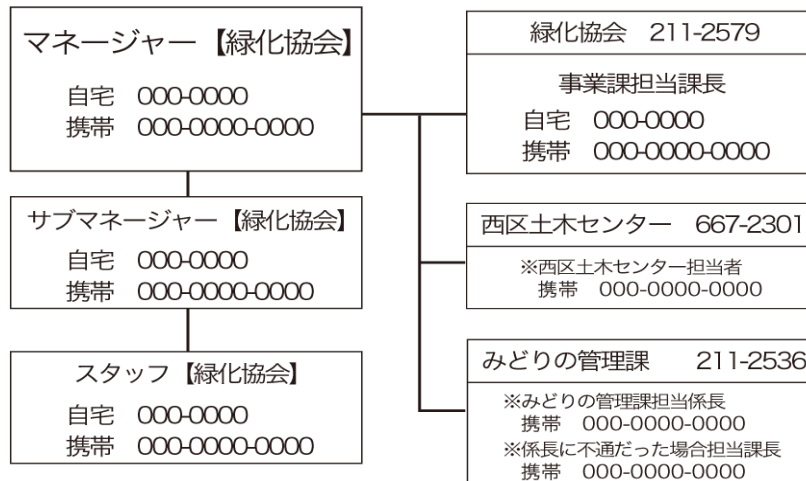 マネージャー【緑化協会】
自宅 000-0000
携帯 000-0000-0000
サブマネージャー【緑化協会】
自宅 000-0000
携帯 000-0000-0000
スタッフ【緑化協会】
自宅 000-0000
携帯 000-0000-0000
緑化協会 211-2579
事業課担当課長
自宅 000-0000
携帯 000-0000-0000
西区土木センター 667-2301
※西区土木センター担当者
携帯 000-0000-0000
みどりの管理課 211-2536
※みどりの管理課担当係長
携帯 000-0000-0000
※係長に不通だった場合担当課長
携帯 000-0000-0000